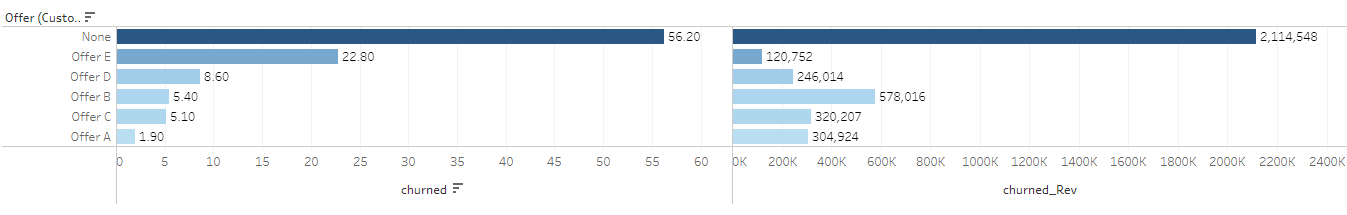 Offer (Custo..
None 56.20 2,114,548
Offer E 22.80 120,752
Offer D 8.60 246,014
Offer B 5.40 578,016
Offer C 5.10 320,207
Offer A 1.90 304,924
0 5 10 15 20 25 30 35 40 45 50 55 60 0K 200K 400K 600K 800K 1000K 1200K 1400K 1600K 1800K 2000K 2200K 2400K
churned churned_Rev